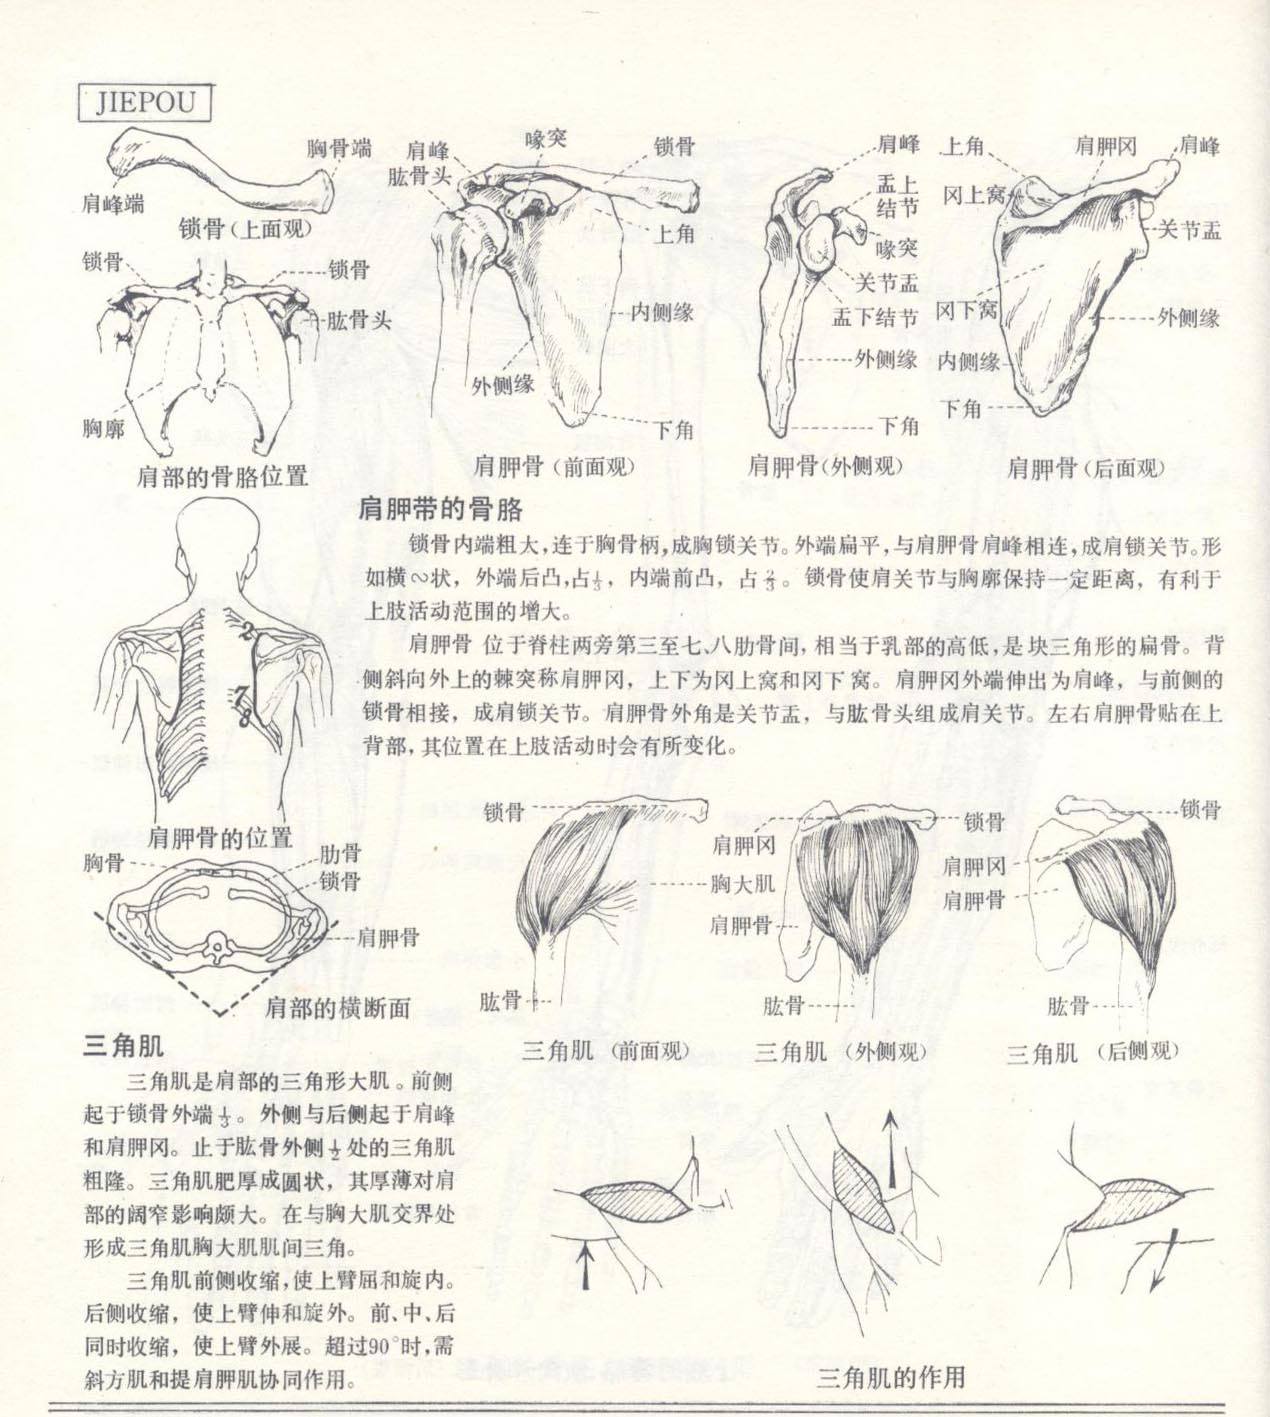 JIEPOU
胸骨端
肩峰端
锁骨(上面观)
锁骨
锁骨
肱骨头
胸廓
肩部的骨胳位置
肩峰
喙突
锁骨
肱骨头
上角
内侧缘
外侧缘
下角
肩胛骨(前面观)
肩峰
盂上
结节
喙突
关节盂
盂下结节
外侧缘
下角
肩胛骨(外侧观)
上角
肩胛冈
肩峰
冈上窝
关节盂
冈下窝
外侧缘
内侧缘
下角
肩胛骨(后面观)
肩胛带的骨胳
锁骨内端粗大,连于胸骨柄,成胸锁关节。外端扁平,与肩胛骨肩峰相连,成肩锁关节。形
如横∽状,外端后凸,占⅓,内端前凸,占⅔。锁骨使肩关节与胸廓保持一定距离,有利于
上肢活动范围的增大。
肩胛骨 位于脊柱两旁第三至七、八肋骨间,相当于乳部的高低,是块三角形的扁骨。背
侧斜向外上的棘突称肩胛冈,上下为冈上窝和冈下窝。肩胛冈外端伸出为肩峰,与前侧的
锁骨相接,成肩锁关节。肩胛骨外角是关节盂,与肱骨头组成肩关节。左右肩胛骨贴在上
背部,其位置在上肢活动时会有所变化。
2
7
8
肩胛骨的位置
胸骨
肋骨
锁骨
肩胛骨
肩部的横断面
锁骨
胸大肌
肱骨
三角肌 (前面观)
肩胛冈
锁骨
肩胛骨
肱骨
三角肌 (外侧观)
锁骨
肩胛冈
肩胛骨
肱骨
三角肌 (后侧观)
三角肌
三角肌是肩部的三角形大肌。前侧
起于锁骨外端⅓。外侧与后侧起于肩峰
和肩胛冈。止于肱骨外侧½处的三角肌
粗隆。三角肌肥厚成圆状,其厚薄对肩
部的阔窄影响颇大。在与胸大肌交界处
形成三角肌胸大肌肌间三角。
三角肌前侧收缩,使上臂屈和旋内。
后侧收缩,使上臂伸和旋外。前、中、后
同时收缩,使上臂外展。超过90°时,需
斜方肌和提肩胛肌协同作用。
三角肌的作用